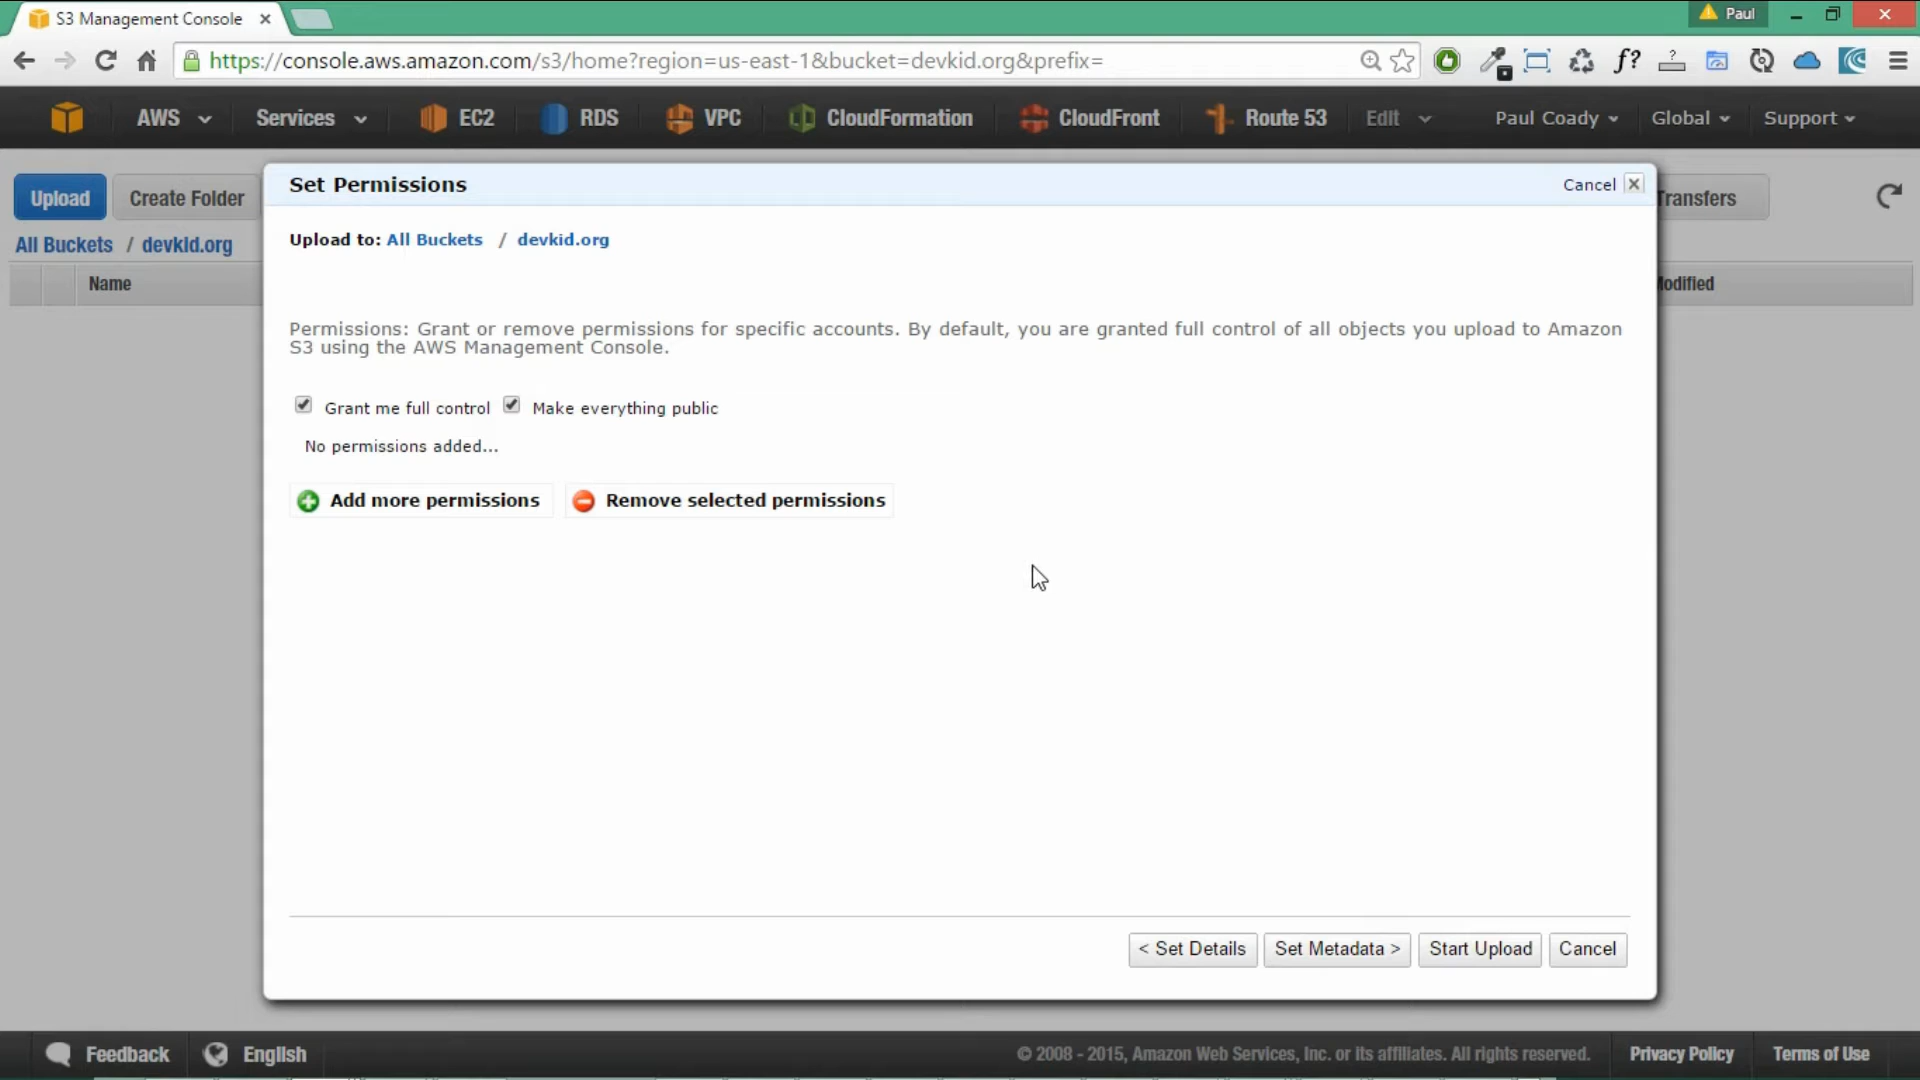 S3 Management Console
Paul
https://console.aws.amazon.com/s3/home?region=us-east-1&bucket=devkid.org&prefix=
f?
AWS Services EC2 RDS VPC CloudFormation CloudFront Route 53 Edit Paul Coady Global Support
Upload Create Folder Transfers
All Buckets / devkid.org
Name Modified
Set Permissions Cancel
Upload to: All Buckets / devkid.org
Permissions: Grant or remove permissions for specific accounts. By default, you are granted full control of all objects you upload to Amazon
S3 using the AWS Management Console.
Grant me full control Make everything public
No permissions added...
Add more permissions Remove selected permissions
< Set Details Set Metadata > Start Upload Cancel
Feedback English © 2008 - 2015, Amazon Web Services, Inc. or its affiliates. All rights reserved. Privacy Policy Terms of Use